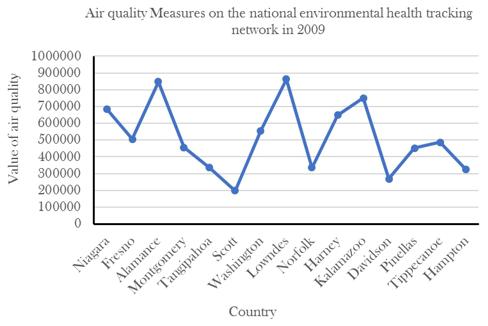 Air quality Measures on the national environmental health tracking
network in 2009
Value of air quality
1000000
900000
800000
700000
600000
500000
400000
300000
200000
100000
0
Niagara
Fresno
Alamance
Montgomery
Tangipahoa
Scott
Washington
Lowndes
Norfolk
Harney
Kalamazoo
Davidson
Pinellas
Tippecanoe
Hampton
Country